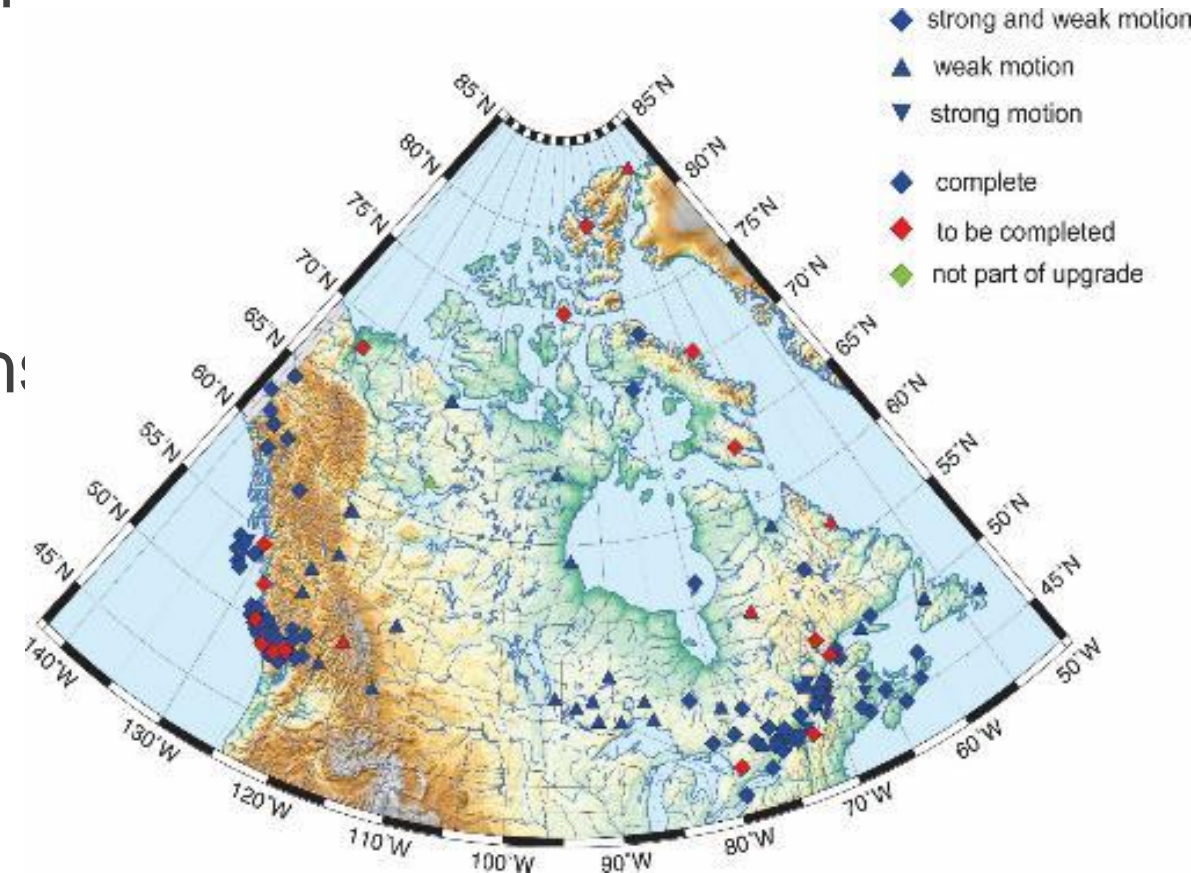 strong and weak motion
weak motion
strong motion
complete
to be completed
not part of upgrade
85°N
80°N
75°N
70°N
65°N
60°N
55°N
50°N
45°N
85°N
80°N
75°N
70°N
65°N
60°N
55°N
50°N
45°N
140°W
130°W
120°W
110°W
100°W
90°W
80°W
70°W
60°W
50°W